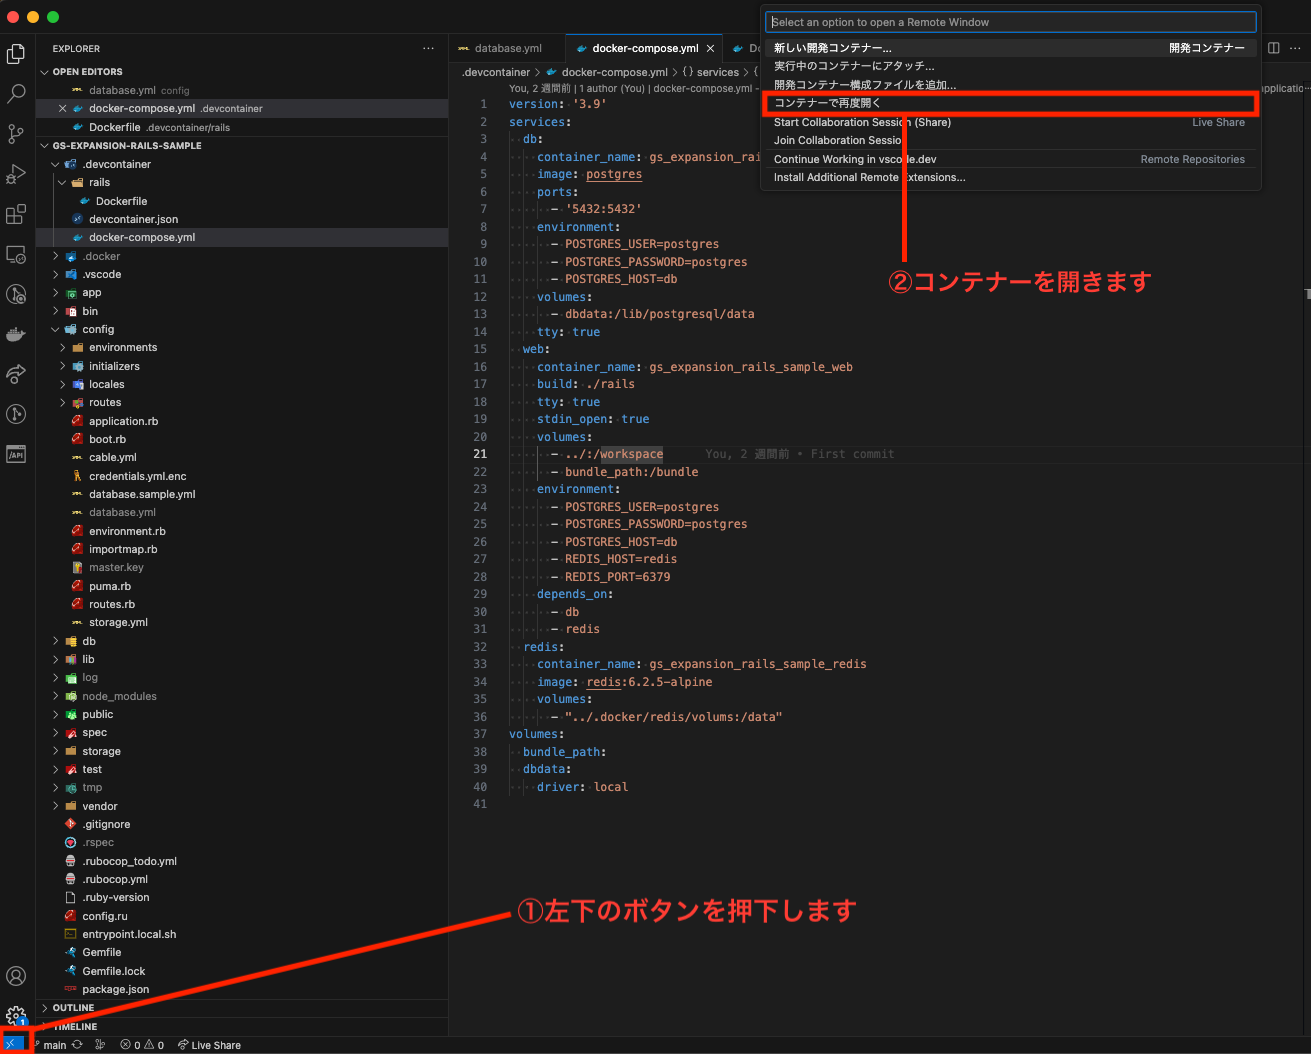 EXPLORER
OPEN EDITORS
database.yml config
docker-compose.yml .devcontainer
Dockerfile .devcontainer/rails
GS-EXPANSION-RAILS-SAMPLE
.devcontainer
rails
Dockerfile
devcontainer.json
docker-compose.yml
.docker
.vscode
app
bin
config
environments
initializers
locales
routes
application.rb
boot.rb
cable.yml
credentials.yml.enc
database.sample.yml
database.yml
environment.rb
importmap.rb
master.key
puma.rb
routes.rb
storage.yml
db
lib
log
node_modules
public
spec
storage
test
tmp
vendor
.gitignore
.rspec
.rubocop_todo.yml
.rubocop.yml
.ruby-version
config.ru
entrypoint.local.sh
Gemfile
Gemfile.lock
package.json
OUTLINE
TIMELINE
database.yml
docker-compose.yml
.devcontainer > docker-compose.yml > { } services > {
You, 2 週間前 | 1 author (You) | docker-compose.yml -
Select an option to open a Remote Window
新しい開発コンテナー... 開発コンテナー
実行中のコンテナーにアタッチ...
開発コンテナー構成ファイルを追加...
コンテナーで再度開く
Start Collaboration Session (Share) Live Share
Join Collaboration Sessio
Continue Working in vscode.dev Remote Repositories
Install Additional Remote Extensions...
1 version: '3.9'
2 services:
3 db:
4 container_name: gs_expansion_rai
5 image: postgres
6 ports:
7 - '5432:5432'
8 environment:
9 - POSTGRES_USER=postgres
10 - POSTGRES_PASSWORD=postgres
11 - POSTGRES_HOST=db
12 volumes:
13 - dbdata:/lib/postgresql/data
14 tty: true
15 web:
16 container_name: gs_expansion_rails_sample_web
17 build: ./rails
18 tty: true
19 stdin_open: true
20 volumes:
21 - ../:/workspace You, 2 週間前 • First commit
22 - bundle_path:/bundle
23 environment:
24 - POSTGRES_USER=postgres
25 - POSTGRES_PASSWORD=postgres
26 - POSTGRES_HOST=db
27 - REDIS_HOST=redis
28 - REDIS_PORT=6379
29 depends_on:
30 - db
31 - redis
32 redis:
33 container_name: gs_expansion_rails_sample_redis
34 image: redis:6.2.5-alpine
35 volumes:
36 - "../.docker/redis/volums:/data"
37 volumes:
38 bundle_path:
39 dbdata:
40 driver: local
41
②コンテナーを開きます
①左下のボタンを押下します
1
main 0 0 Live Share